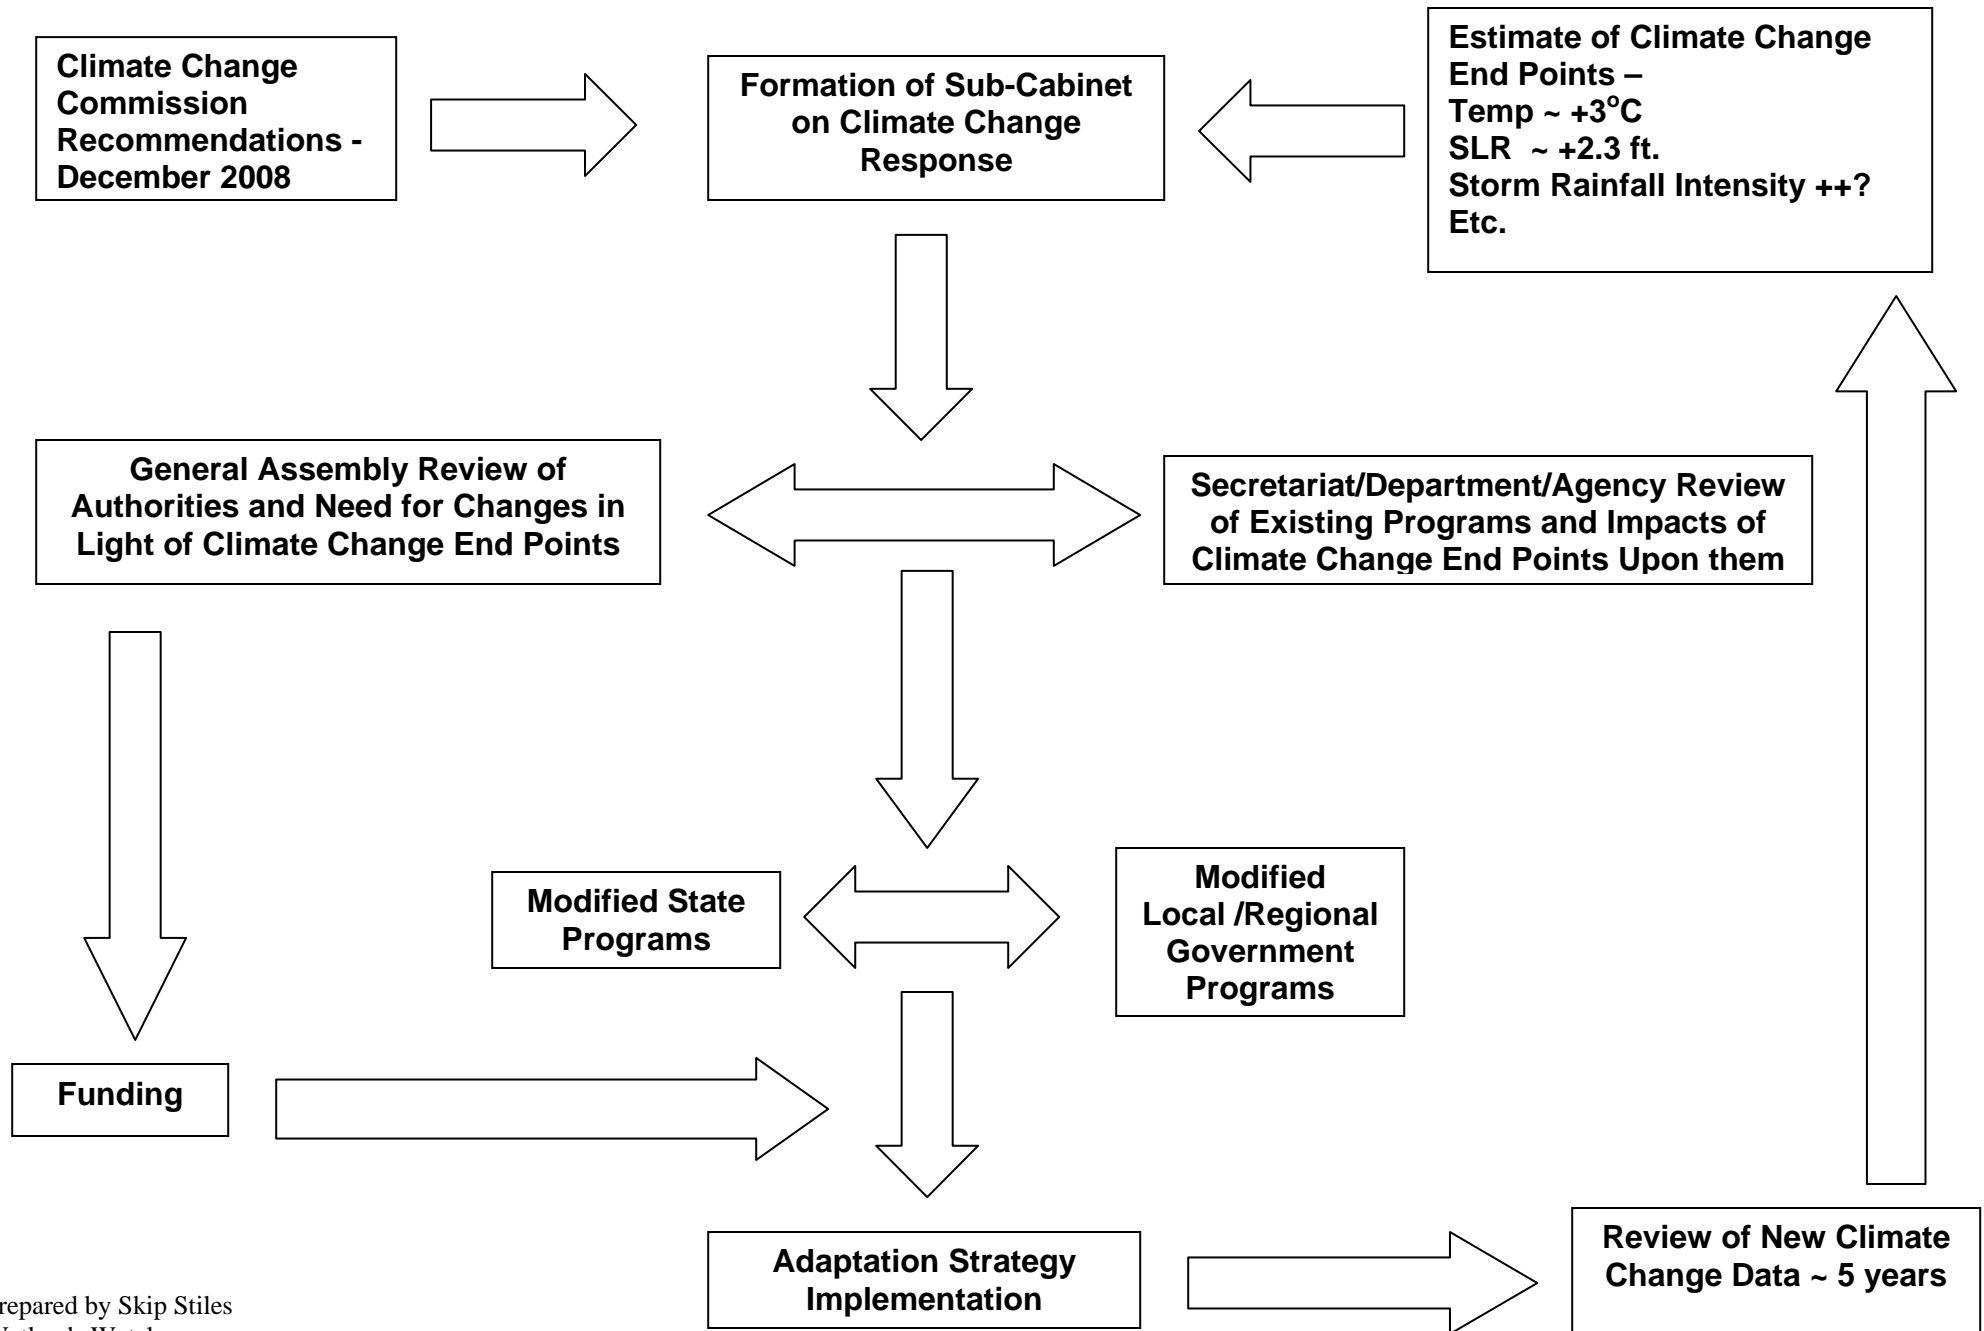 Climate Change
Commission
Recommendations -
December 2008
Formation of Sub-Cabinet
on Climate Change
Response
Estimate of Climate Change
End Points –
Temp ~ +3°C
SLR ~ +2.3 ft.
Storm Rainfall Intensity ++?
Etc.
General Assembly Review of
Authorities and Need for Changes in
Light of Climate Change End Points
Secretariat/Department/Agency Review
of Existing Programs and Impacts of
Climate Change End Points Upon them
Modified State
Programs
Modified
Local /Regional
Government
Programs
Funding
Adaptation Strategy
Implementation
Review of New Climate
Change Data ~ 5 years
repared by Skip Stiles